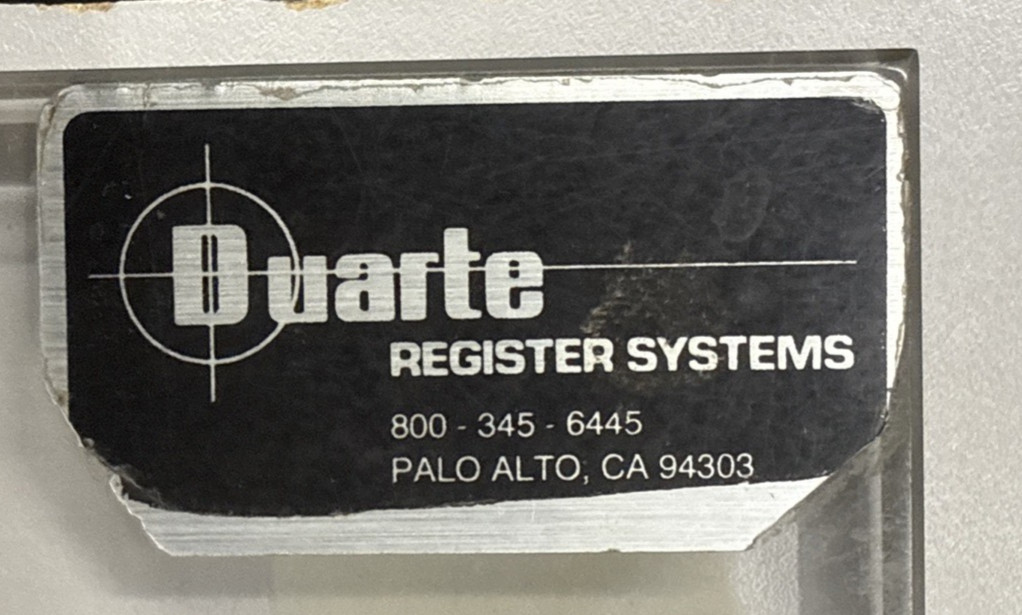 Duarte
REGISTER SYSTEMS
800 - 345 - 6445
PALO ALTO, CA 94303